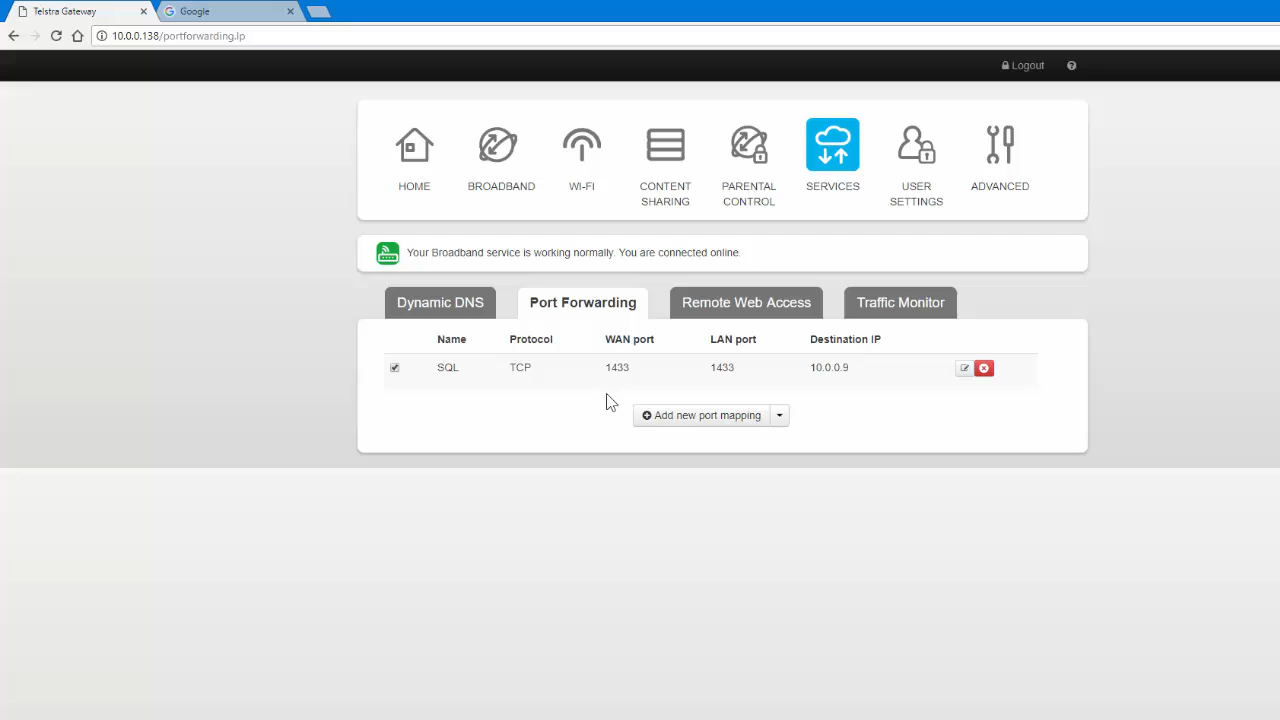 Telstra Gateway
Google
10.0.0.138/portforwarding.lp
Logout
HOME
BROADBAND
WI-FI
CONTENT SHARING
PARENTAL CONTROL
SERVICES
USER SETTINGS
ADVANCED
Your Broadband service is working normally. You are connected online.
Dynamic DNS
Port Forwarding
Remote Web Access
Traffic Monitor
Name Protocol WAN port LAN port Destination IP
SQL TCP 1433 1433 10.0.0.9
Add new port mapping